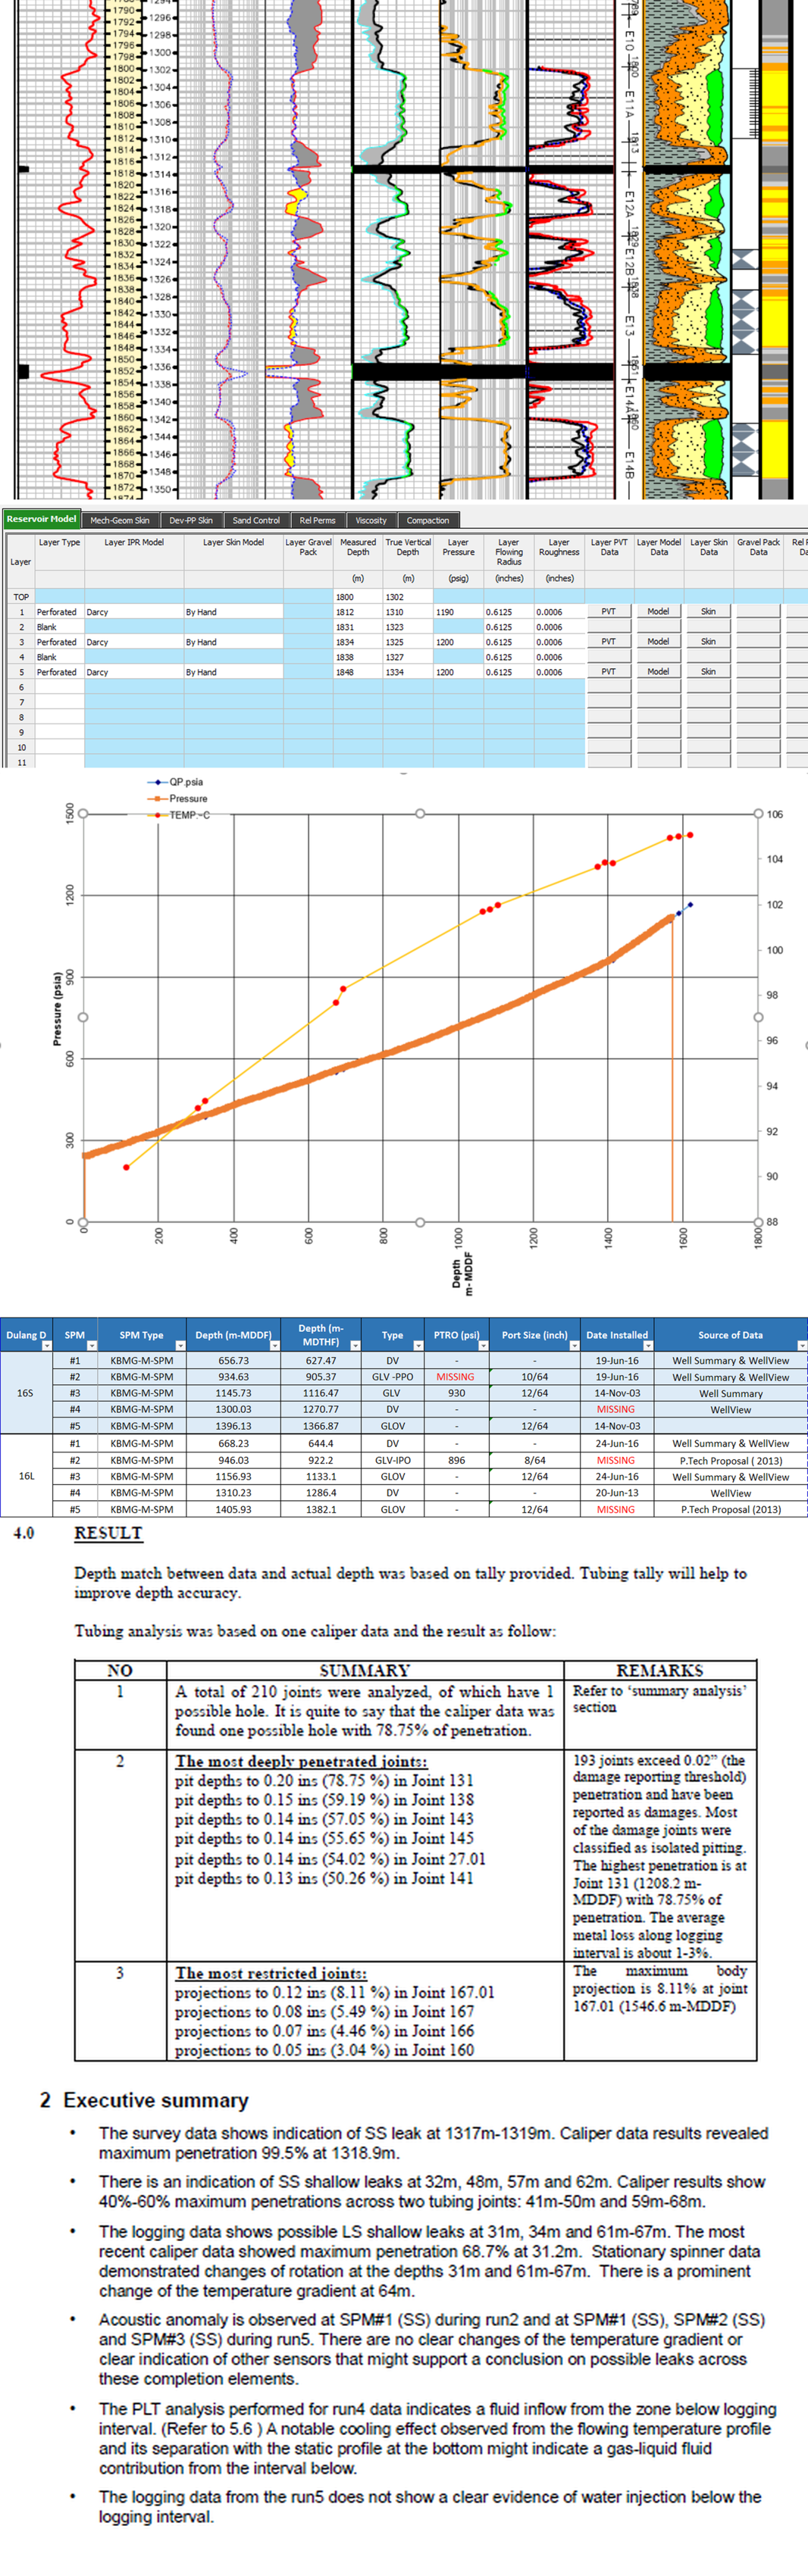 1790
1792
1794
1796
1798
1800
1802
1804
1806
1808
1810
1812
1814
1816
1818
1820
1822
1824
1826
1828
1830
1832
1834
1836
1838
1840
1842
1844
1846
1848
1850
1852
1854
1856
1858
1860
1862
1864
1866
1868
1870
1872
1296
1298
1300
1302
1304
1306
1308
1310
1312
1314
1316
1318
1320
1322
1324
1326
1328
1330
1332
1334
1336
1338
1340
1342
1344
1346
1348
1350
E10
1800
E11A
1813
E12A
1829
E12B
1838
E13
1851
E14A
1860
E14B
Reservoir Model Mech-Geom Skin Dev-PP Skin Sand Control Rel Perms Viscosity Compaction
Layer Layer Type Layer IPR Model Layer Skin Model Layer Gravel Pack Measured Depth True Vertical Depth Layer Pressure Layer Flowing Radius Layer Roughness Layer PVT Data Layer Model Data Layer Skin Data Gravel Pack Data Rel
(m) (m) (psig) (inches) (inches)
TOP 1800 1302
1 Perforated Darcy By Hand 1812 1310 1190 0.6125 0.0006 PVT Model Skin
2 Blank 1831 1323 0.6125 0.0006
3 Perforated Darcy By Hand 1834 1325 1200 0.6125 0.0006 PVT Model Skin
4 Blank 1838 1327 0.6125 0.0006
5 Perforated Darcy By Hand 1848 1334 1200 0.6125 0.0006 PVT Model Skin
6
7
8
9
10
11
QP.psia
Pressure
TEMP.~C
1500
1200
900
600
300
0
Pressure (psia)
106
104
102
100
98
96
94
92
90
88
0 200 400 600 800 1000 1200 1400 1600 1800
Depth
m- MDDF
Dulang D SPM SPM Type Depth (m-MDDF) Depth (m-MDTHF) Type PTRO (psi) Port Size (inch) Date Installed Source of Data
16S
#1 KBMG-M-SPM 656.73 627.47 DV - - 19-Jun-16 Well Summary & WellView
#2 KBMG-M-SPM 934.63 905.37 GLV -PPO MISSING 10/64 19-Jun-16 Well Summary & WellView
#3 KBMG-M-SPM 1145.73 1116.47 GLV 930 12/64 14-Nov-03 Well Summary
#4 KBMG-M-SPM 1300.03 1270.77 DV - - MISSING WellView
#5 KBMG-M-SPM 1396.13 1366.87 GLOV - 12/64 14-Nov-03
16L
#1 KBMG-M-SPM 668.23 644.4 DV - - 24-Jun-16 Well Summary & WellView
#2 KBMG-M-SPM 946.03 922.2 GLV-IPO 896 8/64 MISSING P.Tech Proposal ( 2013)
#3 KBMG-M-SPM 1156.93 1133.1 GLOV - 12/64 24-Jun-16 Well Summary & WellView
#4 KBMG-M-SPM 1310.23 1286.4 DV - - 20-Jun-13 WellView
#5 KBMG-M-SPM 1405.93 1382.1 GLOV - 12/64 MISSING P.Tech Proposal (2013)
4.0 RESULT
Depth match between data and actual depth was based on tally provided. Tubing tally will help to
improve depth accuracy.
Tubing analysis was based on one caliper data and the result as follow:
NO SUMMARY REMARKS
1
A total of 210 joints were analyzed, of which have 1
possible hole. It is quite to say that the caliper data was
found one possible hole with 78.75% of penetration.
Refer to 'summary analysis'
section
2
The most deeply penetrated joints:
pit depths to 0.20 ins (78.75 %) in Joint 131
pit depths to 0.15 ins (59.19 %) in Joint 138
pit depths to 0.14 ins (57.05 %) in Joint 143
pit depths to 0.14 ins (55.65 %) in Joint 145
pit depths to 0.14 ins (54.02 %) in Joint 27.01
pit depths to 0.13 ins (50.26 %) in Joint 141
193 joints exceed 0.02" (the
damage reporting threshold)
penetration and have been
reported as damages. Most
of the damage joints were
classified as isolated pitting.
The highest penetration is at
Joint 131 (1208.2 m-
MDDF) with 78.75% of
penetration. The average
metal loss along logging
interval is about 1-3%.
3
The most restricted joints:
projections to 0.12 ins (8.11 %) in Joint 167.01
projections to 0.08 ins (5.49 %) in Joint 167
projections to 0.07 ins (4.46 %) in Joint 166
projections to 0.05 ins (3.04 %) in Joint 160
The maximum body
projection is 8.11% at joint
167.01 (1546.6 m-MDDF)
2 Executive summary
• The survey data shows indication of SS leak at 1317m-1319m. Caliper data results revealed
maximum penetration 99.5% at 1318.9m.
• There is an indication of SS shallow leaks at 32m, 48m, 57m and 62m. Caliper results show
40%-60% maximum penetrations across two tubing joints: 41m-50m and 59m-68m.
• The logging data shows possible LS shallow leaks at 31m, 34m and 61m-67m. The most
recent caliper data showed maximum penetration 68.7% at 31.2m. Stationary spinner data
demonstrated changes of rotation at the depths 31m and 61m-67m. There is a prominent
change of the temperature gradient at 64m.
• Acoustic anomaly is observed at SPM#1 (SS) during run2 and at SPM#1 (SS), SPM#2 (SS)
and SPM#3 (SS) during run5. There are no clear changes of the temperature gradient or
clear indication of other sensors that might support a conclusion on possible leaks across
these completion elements.
• The PLT analysis performed for run4 data indicates a fluid inflow from the zone below logging
interval. (Refer to 5.6 ) A notable cooling effect observed from the flowing temperature profile
and its separation with the static profile at the bottom might indicate a gas-liquid fluid
contribution from the interval below.
• The logging data from the run5 does not show a clear evidence of water injection below the
logging interval.